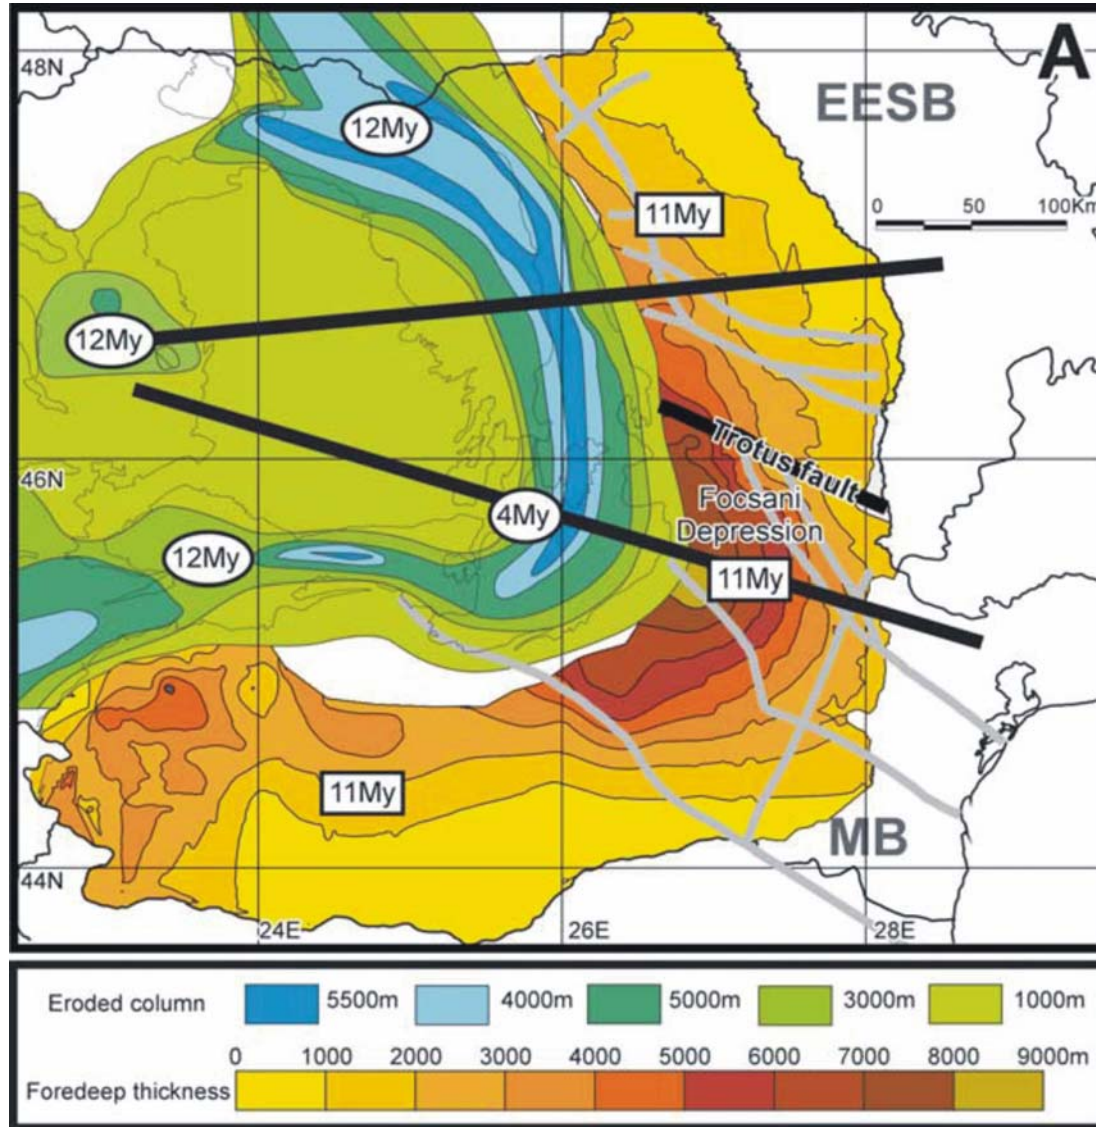 A
48N
EESB
12My
11My
0 50 100Km
12My
Trotus fault
46N
Focsani
Depression
4My
12My
11My
11My
MB
44N
24E 26E 28E
Eroded column 5500m 4000m 5000m 3000m 1000m
0 1000 2000 3000 4000 5000 6000 7000 8000 9000m
Foredeep thickness